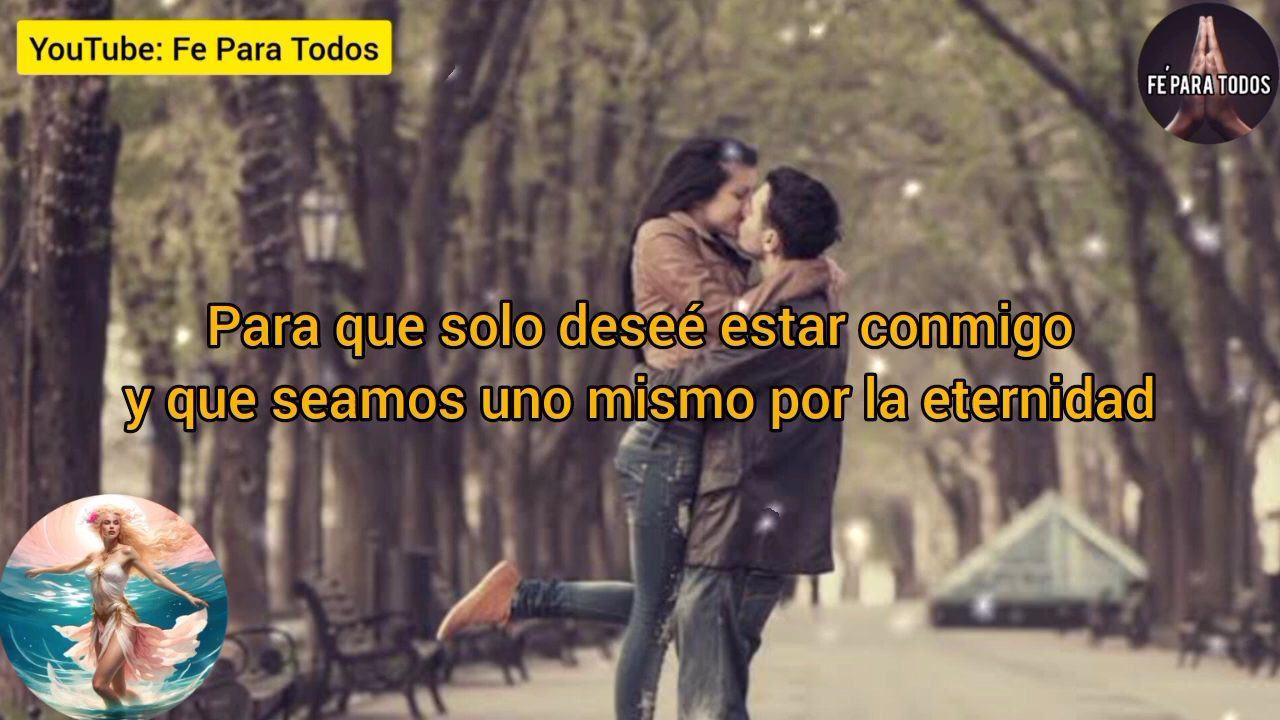 YouTube: Fe Para Todos
FÉ PARA TODOS
Para que solo deseé estar conmigo
y que seamos uno mismo por la eternidad